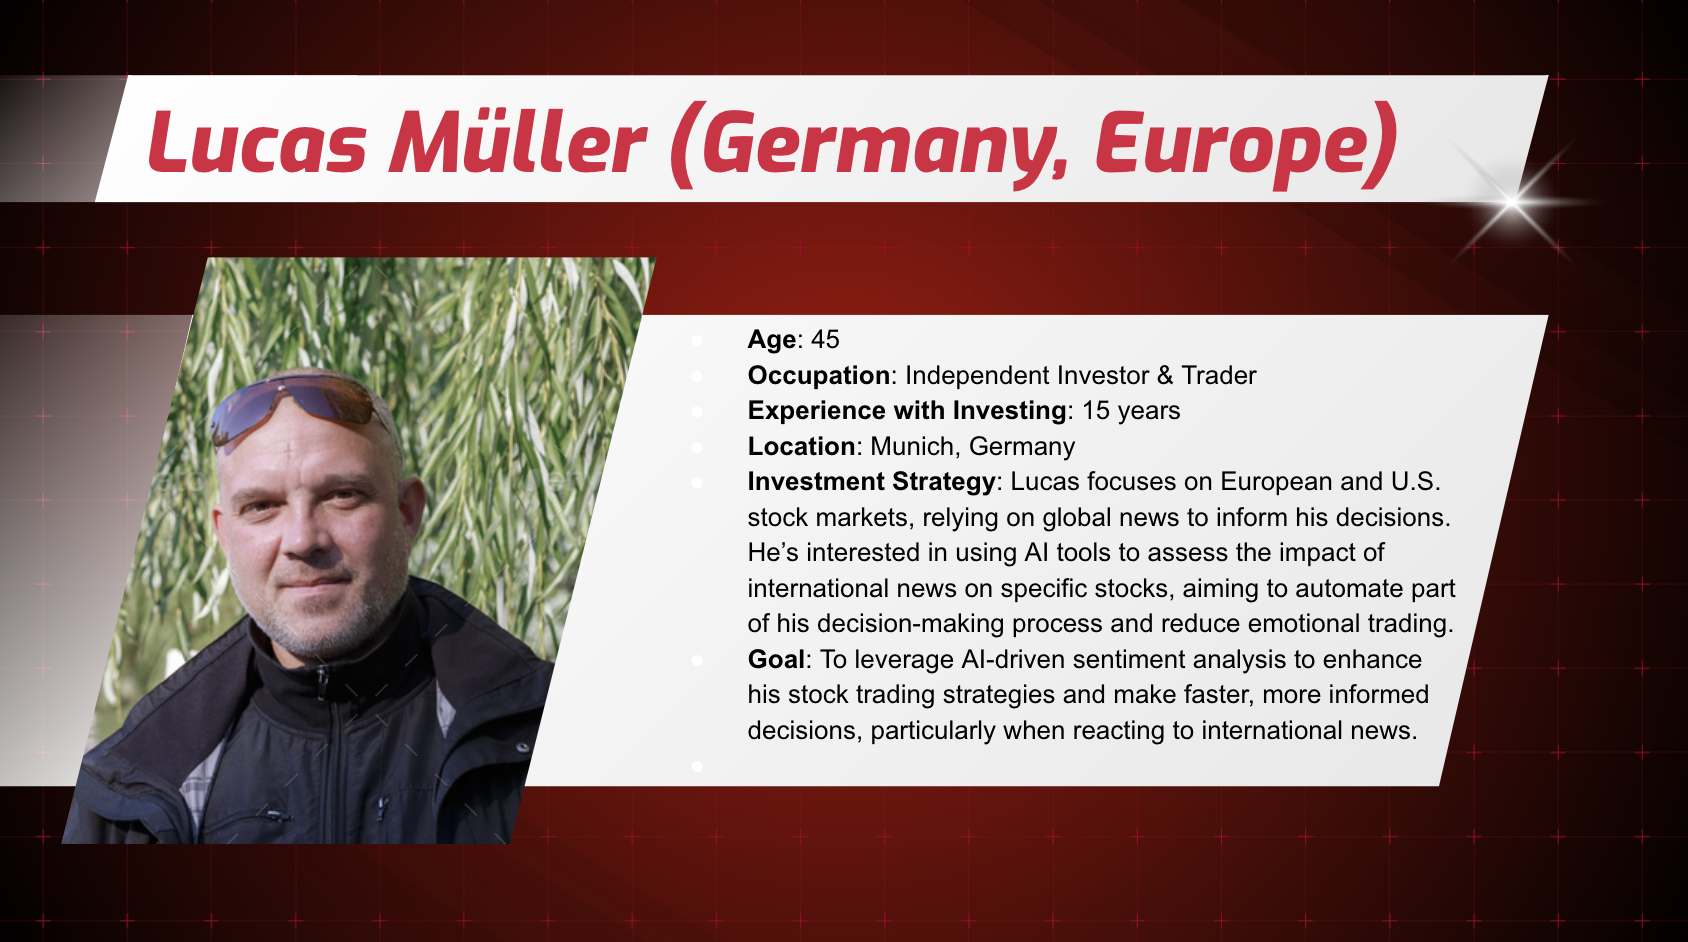 Lucas Müller (Germany, Europe)
Age: 45
Occupation: Independent Investor & Trader
Experience with Investing: 15 years
Location: Munich, Germany
Investment Strategy: Lucas focuses on European and U.S.
stock markets, relying on global news to inform his decisions.
He’s interested in using AI tools to assess the impact of
international news on specific stocks, aiming to automate part
of his decision-making process and reduce emotional trading.
Goal: To leverage AI-driven sentiment analysis to enhance
his stock trading strategies and make faster, more informed
decisions, particularly when reacting to international news.